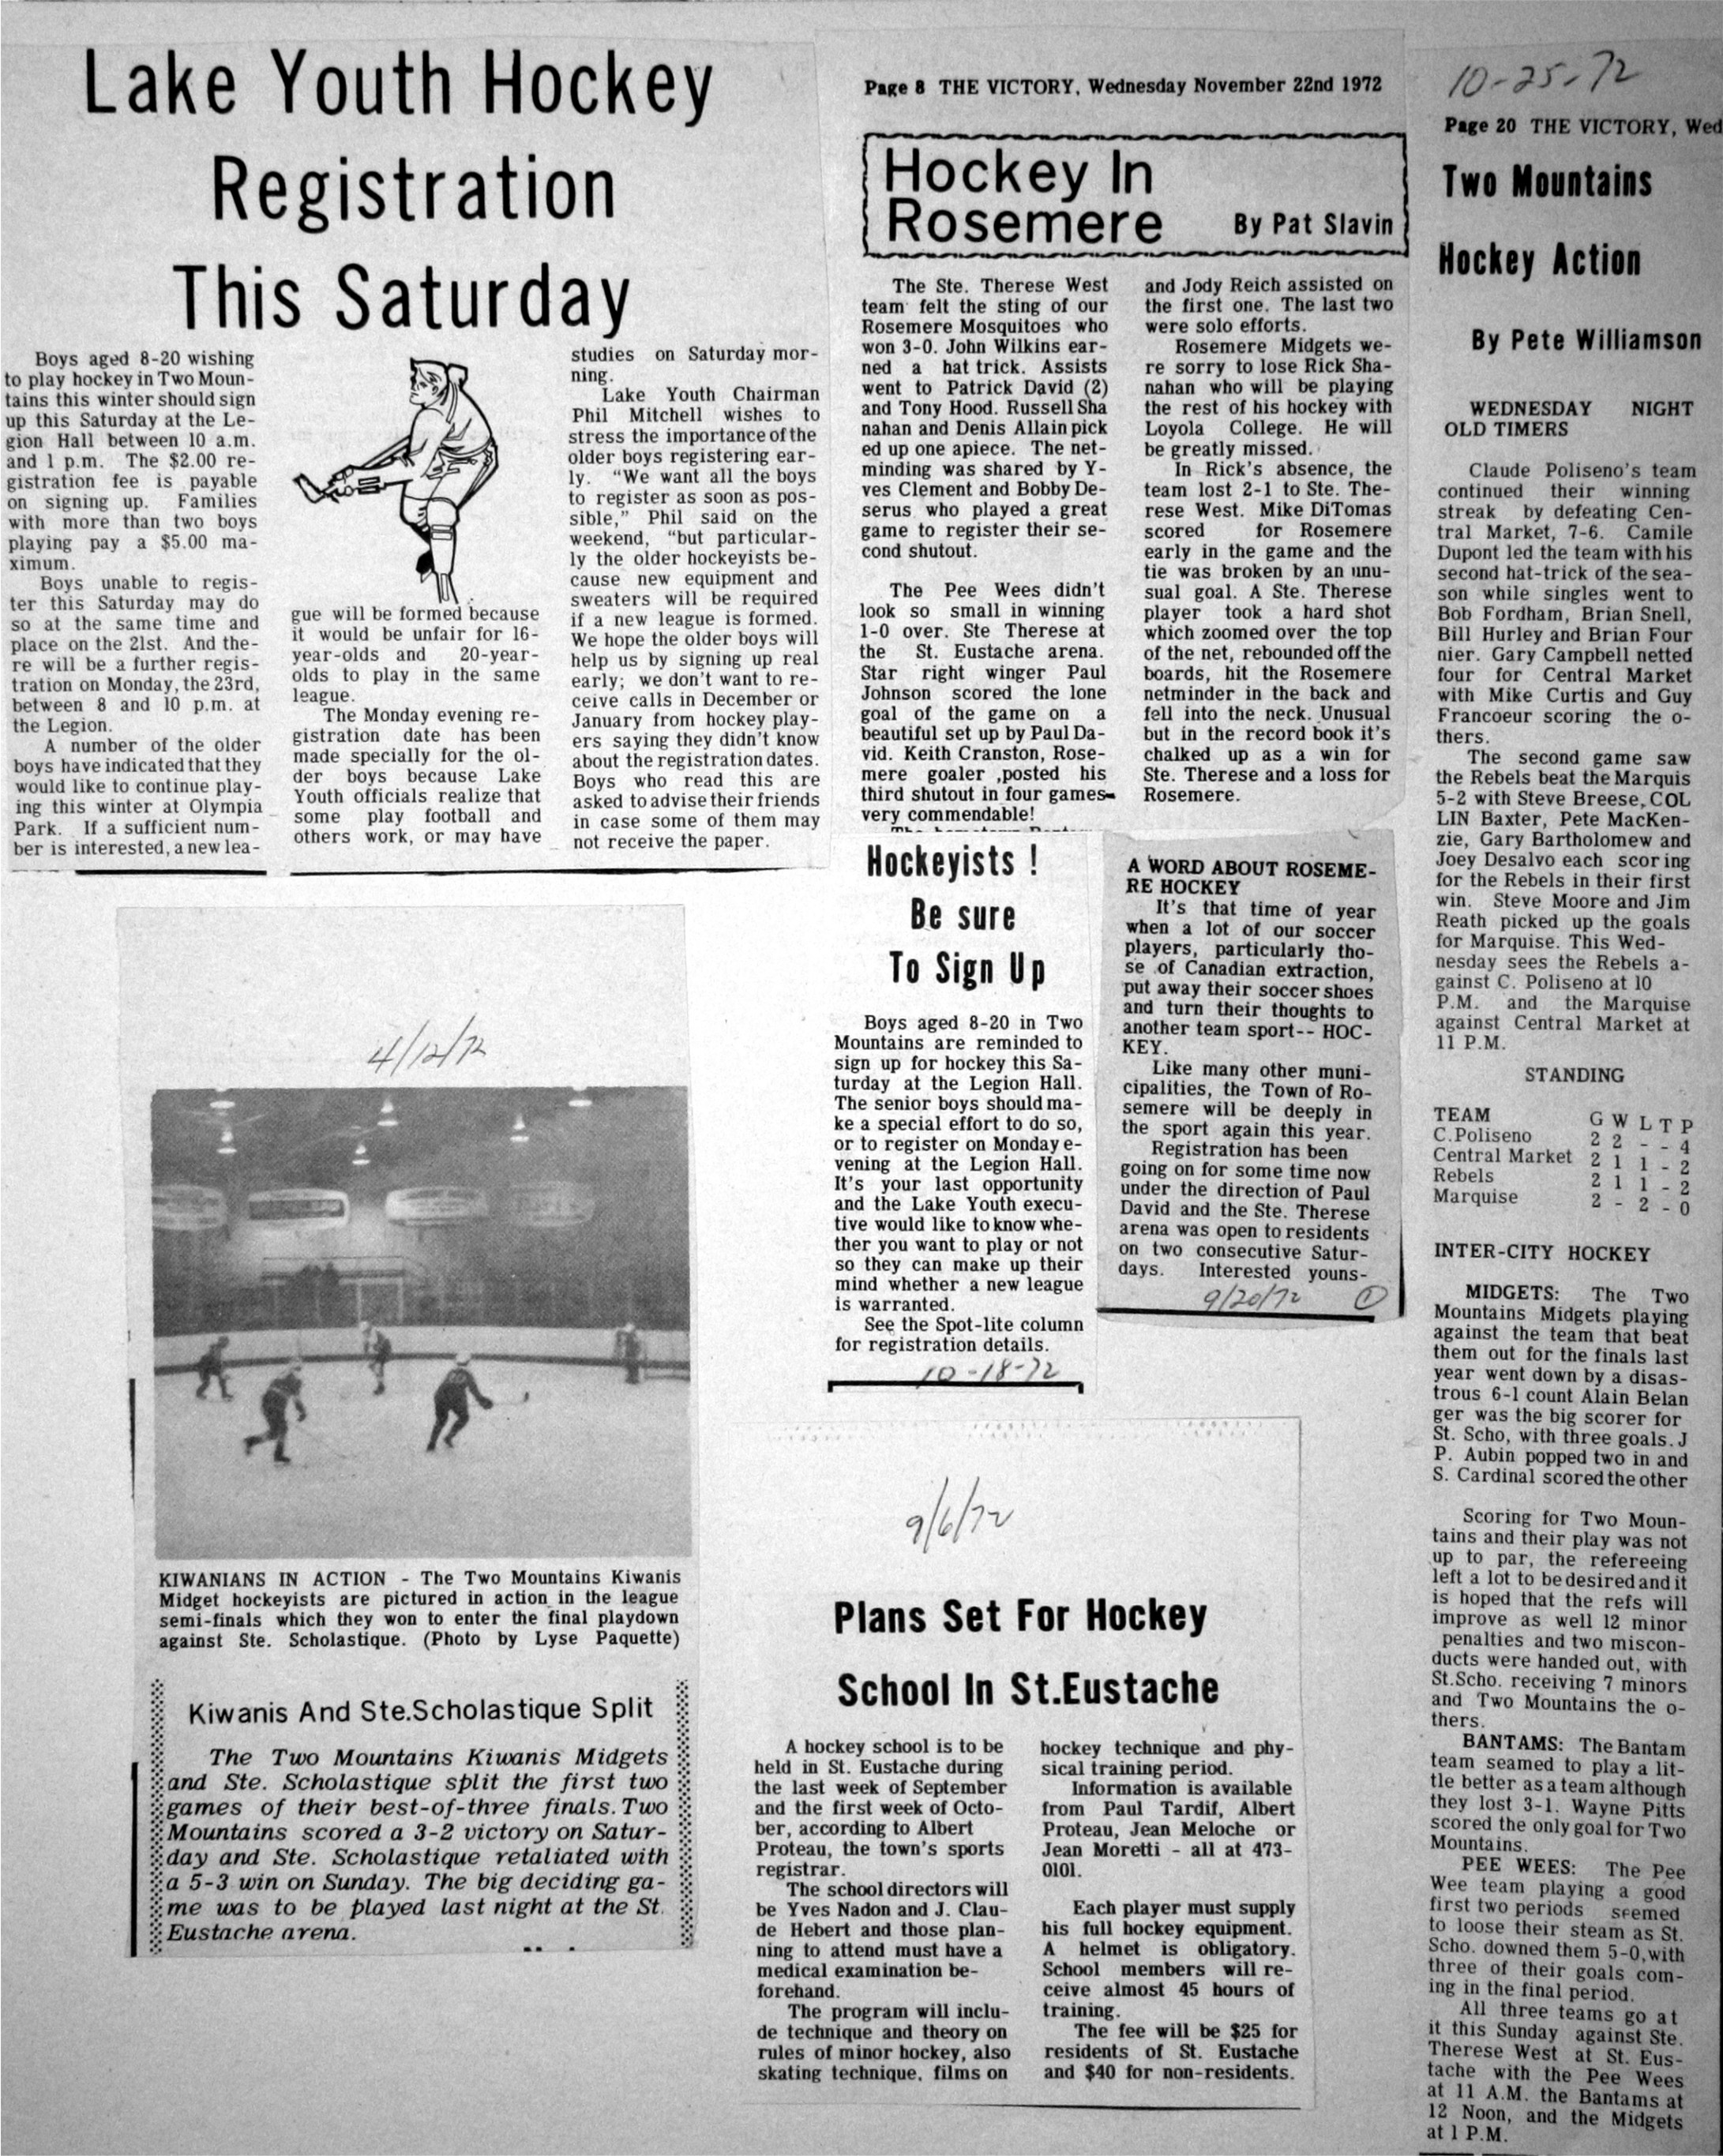 Lake Youth Hockey
Registration
This Saturday
Boys aged 8-20 wishing
to play hockey in Two Moun-
tains this winter should sign
up this Saturday at the Le-
gion Hall between 10 a.m.
and 1 p.m. The $2.00 re-
gistration fee is payable
on signing up. Families
with more than two boys
playing pay a $5.00 ma-
ximum.
Boys unable to regis-
ter this Saturday may do
so at the same time and
place on the 21st. And the-
re will be a further regis-
tration on Monday, the 23rd,
between 8 and 10 p.m. at
the Legion.
A number of the older
boys have indicated that they
would like to continue play-
ing this winter at Olympia
Park. If a sufficient num-
ber is interested, a new lea-
gue will be formed because
it would be unfair for 16-
year-olds and 20-year-
olds to play in the same
league.
The Monday evening re-
gistration date has been
made specially for the ol-
der boys because Lake
Youth officials realize that
some play football and
others work, or may have
studies on Saturday mor-
ning.
Lake Youth Chairman
Phil Mitchell wishes to
stress the importance of the
older boys registering ear-
ly. "We want all the boys
to register as soon as pos-
sible," Phil said on the
weekend, "but particular-
ly the older hockeyists be-
cause new equipment and
sweaters will be required
if a new league is formed.
We hope the older boys will
help us by signing up real
early; we don't want to re-
ceive calls in December or
January from hockey play-
ers saying they didn't know
about the registration dates.
Boys who read this are
asked to advise their friends
in case some of them may
not receive the paper.
4/12/72
KIWANIANS IN ACTION - The Two Mountains Kiwanis
Midget hockeyists are pictured in action in the league
semi-finals which they won to enter the final playdown
against Ste. Scholastique. (Photo by Lyse Paquette)
Kiwanis And Ste.Scholastique Split
The Two Mountains Kiwanis Midgets
and Ste. Scholastique split the first two
games of their best-of-three finals. Two
Mountains scored a 3-2 victory on Satur-
day and Ste. Scholastique retaliated with
a 5-3 win on Sunday. The big deciding ga-
me was to be played last night at the St.
Eustache arena.
Page 8 THE VICTORY, Wednesday November 22nd 1972
Hockey In
Rosemere By Pat Slavin
The Ste. Therese West
team felt the sting of our
Rosemere Mosquitoes who
won 3-0. John Wilkins ear-
ned a hat trick. Assists
went to Patrick David (2)
and Tony Hood. Russell Sha
nahan and Denis Allain pick
ed up one apiece. The net-
minding was shared by Y-
ves Clement and Bobby De-
serus who played a great
game to register their se-
cond shutout.
The Pee Wees didn't
look so small in winning
1-0 over. Ste Therese at
the St. Eustache arena.
Star right winger Paul
Johnson scored the lone
goal of the game on a
beautiful set up by Paul Da-
vid. Keith Cranston, Rose-
mere goaler ,posted his
third shutout in four games-
very commendable!
and Jody Reich assisted on
the first one. The last two
were solo efforts.
Rosemere Midgets we-
re sorry to lose Rick Sha-
nahan who will be playing
the rest of his hockey with
Loyola College. He will
be greatly missed.
In Rick's absence, the
team lost 2-1 to Ste. The-
rese West. Mike DiTomas
scored for Rosemere
early in the game and the
tie was broken by an unu-
sual goal. A Ste. Therese
player took a hard shot
which zoomed over the top
of the net, rebounded off the
boards, hit the Rosemere
netminder in the back and
fell into the neck. Unusual
but in the record book it's
chalked up as a win for
Ste. Therese and a loss for
Rosemere.
Hockeyists !
Be sure
To Sign Up
Boys aged 8-20 in Two
Mountains are reminded to
sign up for hockey this Sa-
turday at the Legion Hall.
The senior boys should ma-
ke a special effort to do so,
or to register on Monday e-
vening at the Legion Hall.
It's your last opportunity
and the Lake Youth execu-
tive would like to know whe-
ther you want to play or not
so they can make up their
mind whether a new league
is warranted.
See the Spot-lite column
for registration details.
10-18-72
A WORD ABOUT ROSEME-
RE HOCKEY
It's that time of year
when a lot of our soccer
players, particularly tho-
se of Canadian extraction,
put away their soccer shoes
and turn their thoughts to
another team sport-- HOC-
KEY.
Like many other muni-
cipalities, the Town of Ro-
semere will be deeply in
the sport again this year.
Registration has been
going on for some time now
under the direction of Paul
David and the Ste. Therese
arena was open to residents
on two consecutive Satur-
days. Interested youns-
9/20/72 1
9/6/72
Plans Set For Hockey
School In St.Eustache
A hockey school is to be
held in St. Eustache during
the last week of September
and the first week of Octo-
ber, according to Albert
Proteau, the town's sports
registrar.
The school directors will
be Yves Nadon and J. Clau-
de Hebert and those plan-
ning to attend must have a
medical examination be-
forehand.
The program will inclu-
de technique and theory on
rules of minor hockey, also
skating technique, films on
hockey technique and phy-
sical training period.
Information is available
from Paul Tardif, Albert
Proteau, Jean Meloche or
Jean Moretti - all at 473-
0101.
Each player must supply
his full hockey equipment.
A helmet is obligatory.
School members will re-
ceive almost 45 hours of
training.
The fee will be $25 for
residents of St. Eustache
and $40 for non-residents.
10-25-72
Page 20 THE VICTORY, Wed
Two Mountains
Hockey Action
By Pete Williamson
WEDNESDAY NIGHT
OLD TIMERS
Claude Poliseno's team
continued their winning
streak by defeating Cen-
tral Market, 7-6. Camile
Dupont led the team with his
second hat-trick of the sea-
son while singles went to
Bob Fordham, Brian Snell,
Bill Hurley and Brian Four
nier. Gary Campbell netted
four for Central Market
with Mike Curtis and Guy
Francoeur scoring the o-
thers.
The second game saw
the Rebels beat the Marquis
5-2 with Steve Breese, COL
LIN Baxter, Pete MacKen-
zie, Gary Bartholomew and
Joey Desalvo each scoring
for the Rebels in their first
win. Steve Moore and Jim
Reath picked up the goals
for Marquise. This Wed-
nesday sees the Rebels a-
gainst C. Poliseno at 10
P.M. and the Marquise
against Central Market at
11 P.M.
STANDING
TEAM G W L T P
C.Poliseno 2 2 - - 4
Central Market 2 1 1 - 2
Rebels 2 1 1 - 2
Marquise 2 - 2 - 0
INTER-CITY HOCKEY
MIDGETS: The Two
Mountains Midgets playing
against the team that beat
them out for the finals last
year went down by a disas-
trous 6-1 count Alain Belan
ger was the big scorer for
St. Scho, with three goals. J
P. Aubin popped two in and
S. Cardinal scored the other
Scoring for Two Moun-
tains and their play was not
up to par, the refereeing
left a lot to be desired and it
is hoped that the refs will
improve as well 12 minor
penalties and two miscon-
ducts were handed out, with
St.Scho. receiving 7 minors
and Two Mountains the o-
thers.
BANTAMS: The Bantam
team seamed to play a lit-
tle better as a team although
they lost 3-1. Wayne Pitts
scored the only goal for Two
Mountains.
PEE WEES: The Pee
Wee team playing a good
first two periods seemed
to loose their steam as St.
Scho. downed them 5-0, with
three of their goals com-
ing in the final period.
All three teams go at
it this Sunday against Ste.
Therese West at St. Eus-
tache with the Pee Wees
at 11 A.M. the Bantams at
12 Noon, and the Midgets
at 1 P.M.